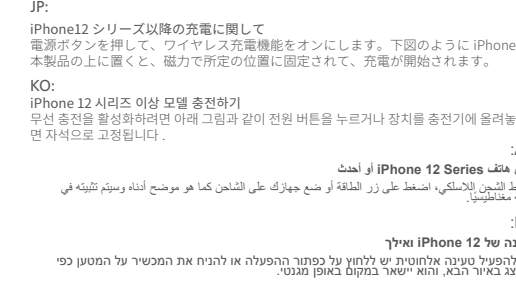 JP:
iPhone12 シリーズ以降の充電に関して
電源ボタンを押して、ワイヤレス充電機能をオンにします。下図のように iPhone
本製品の上に置くと、磁力で所定の位置に固定されて、充電が開始されます。
KO:
iPhone 12 시리즈 이상 모델 충전하기
무선 충전을 활성화하려면 아래 그림과 같이 전원 버튼을 누르거나 장치를 충전기에 올려놓
면 자석으로 고정됩니다 .
:
هاتف iPhone 12 Series أو أحدث
الشحن اللاسلكي، اضغط على زر الطاقة أو ضع جهازك على الشاحن كما هو موضح أدناه وسيتم تثبيته في
مغناطيسيًا.
:
של iPhone 12 ואילך
להפעיל טעינה אלחוטית יש ללחוץ על כפתור ההפעלה או להניח את המכשיר על המטען כפי
באיור הבא, והוא יישאר במקום באופן מגנטי.